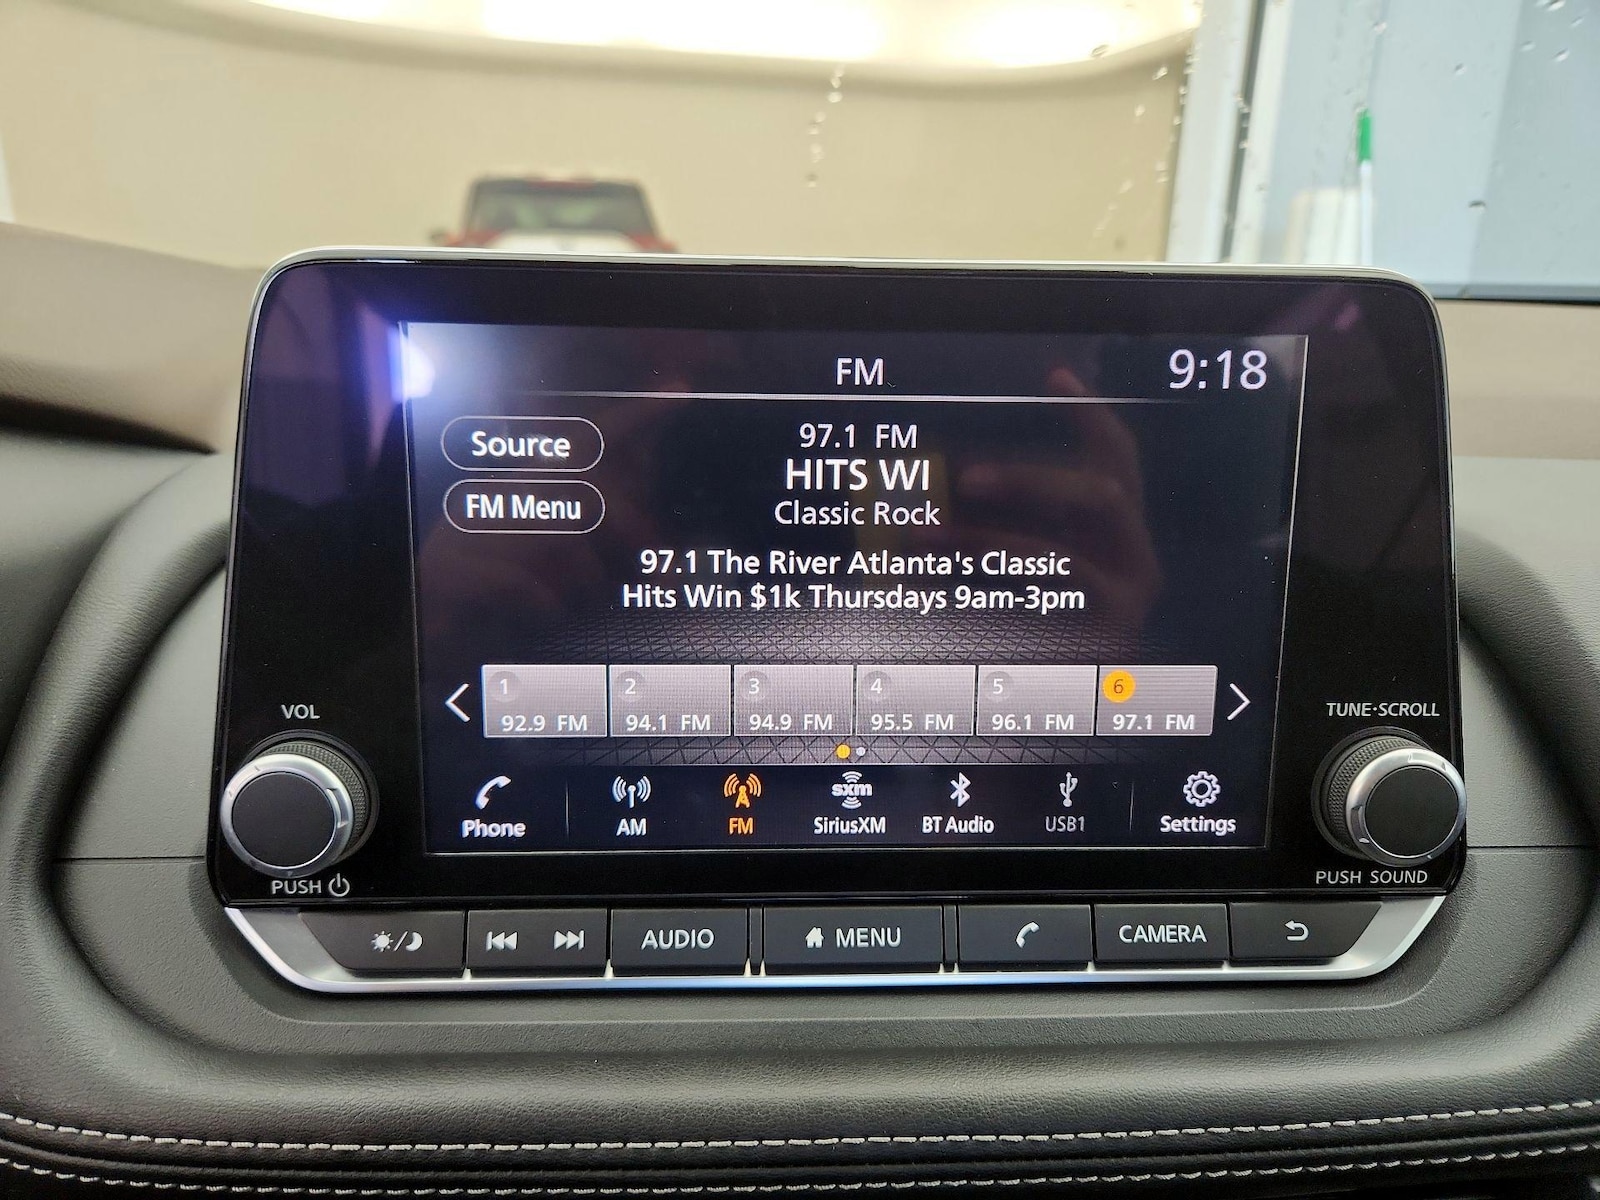 FM
9:18
Source
FM Menu
97.1 FM
HITS WI
Classic Rock
97.1 The River Atlanta's Classic
Hits Win $1k Thursdays 9am-3pm
1
92.9 FM
2
94.1 FM
3
94.9 FM
4
95.5 FM
5
96.1 FM
6
97.1 FM
VOL
TUNE·SCROLL
Phone
AM
FM
sxm
SiriusXM
BT Audio
USB1
Settings
PUSH
PUSH SOUND
AUDIO
MENU
CAMERA